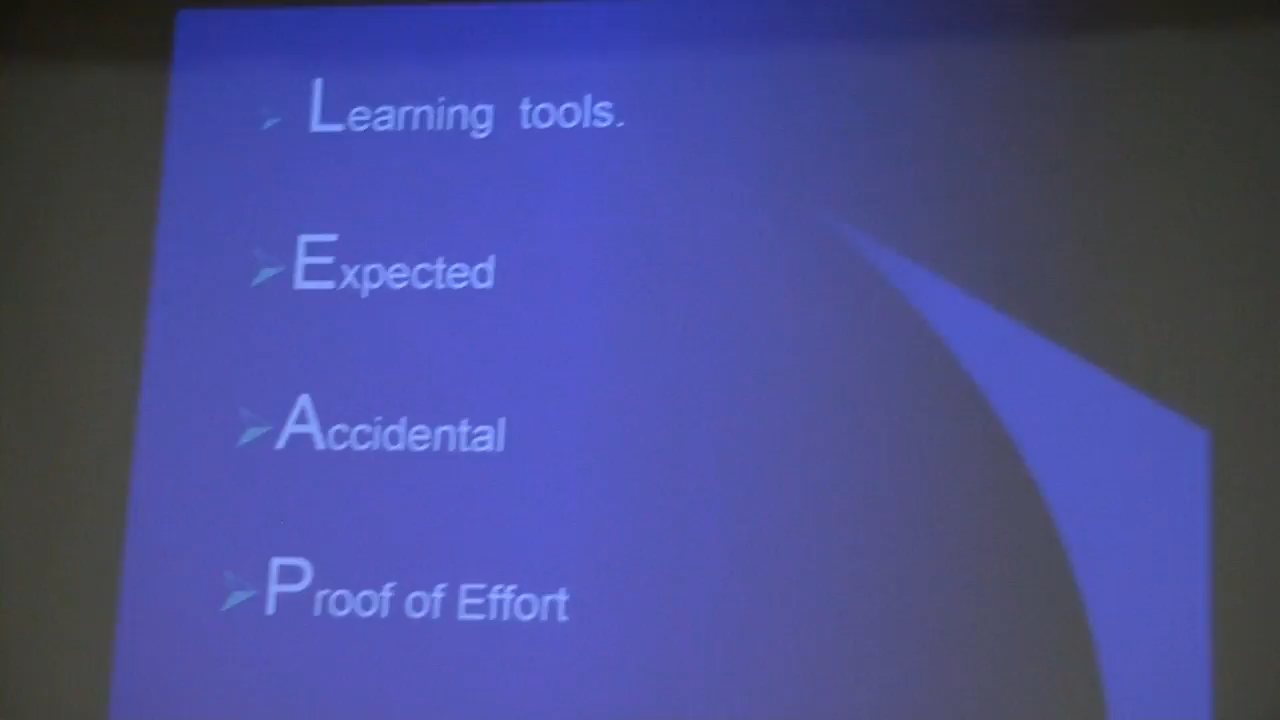 Learning tools.
Expected
Accidental
Proof of Effort